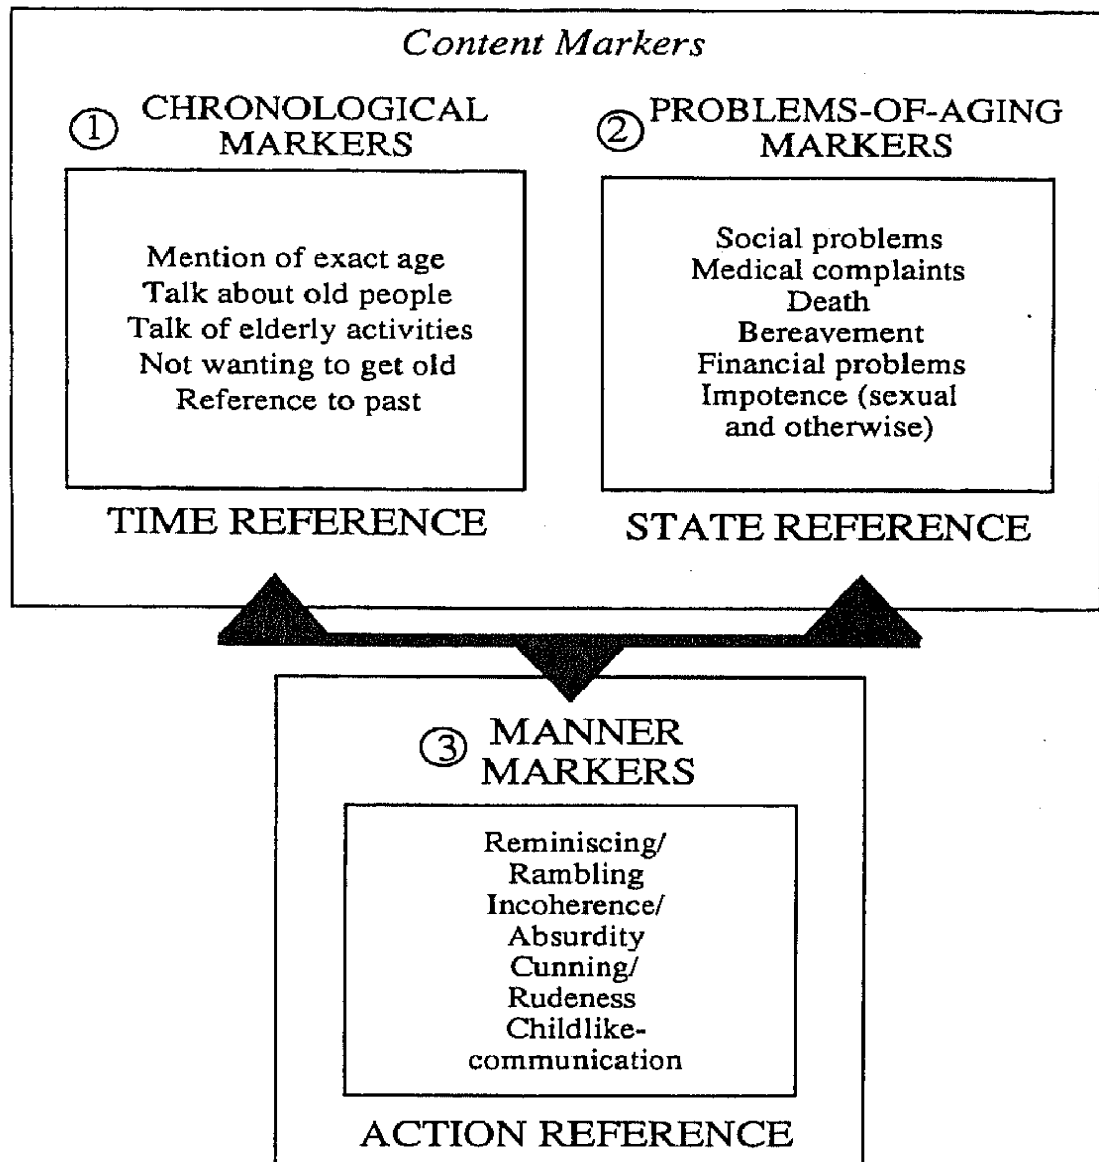 Content Markers
① CHRONOLOGICAL
MARKERS
Mention of exact age
Talk about old people
Talk of elderly activities
Not wanting to get old
Reference to past
TIME REFERENCE
② PROBLEMS-OF-AGING
MARKERS
Social problems
Medical complaints
Death
Bereavement
Financial problems
Impotence (sexual
and otherwise)
STATE REFERENCE
③ MANNER
MARKERS
Reminiscing/
Rambling
Incoherence/
Absurdity
Cunning/
Rudeness
Childlike-
communication
ACTION REFERENCE